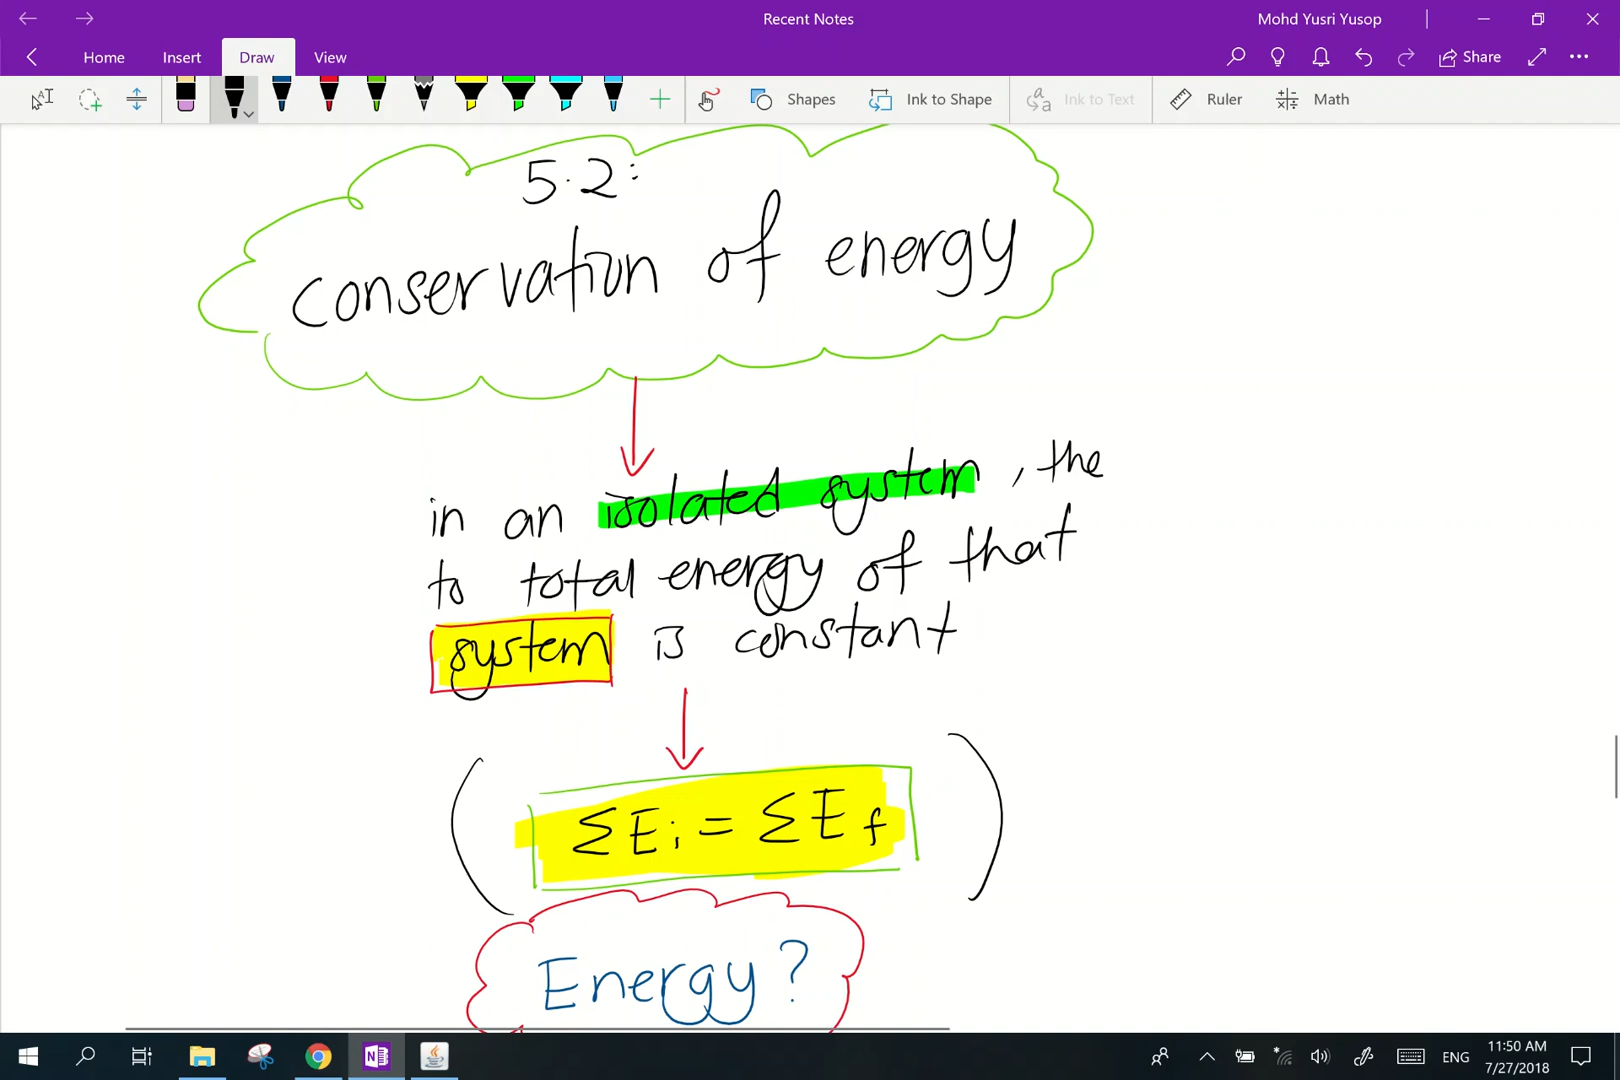 Recent Notes
Mohd Yusri Yusop
Home
Insert
Draw
View
Share
Shapes
Ink to Shape
Ink to Text
Ruler
Math
5.2:
conservation of energy
in an isolated system, the
to total energy of that
system is constant
( ΣEi = ΣEf )
Energy?
ENG
11:50 AM
7/27/2018